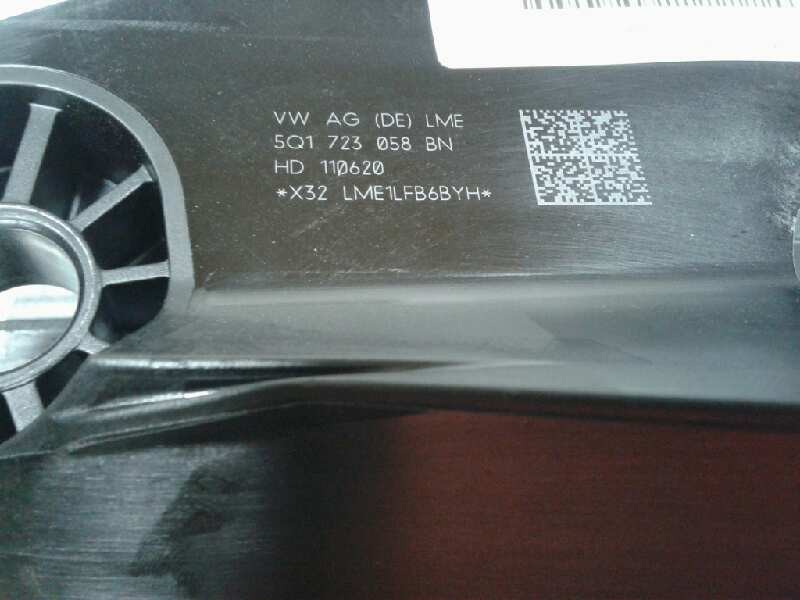 VW AG (DE) LME
5Q1 723 058 BN
HD 110620
*X32 LME1LFB6BYH*